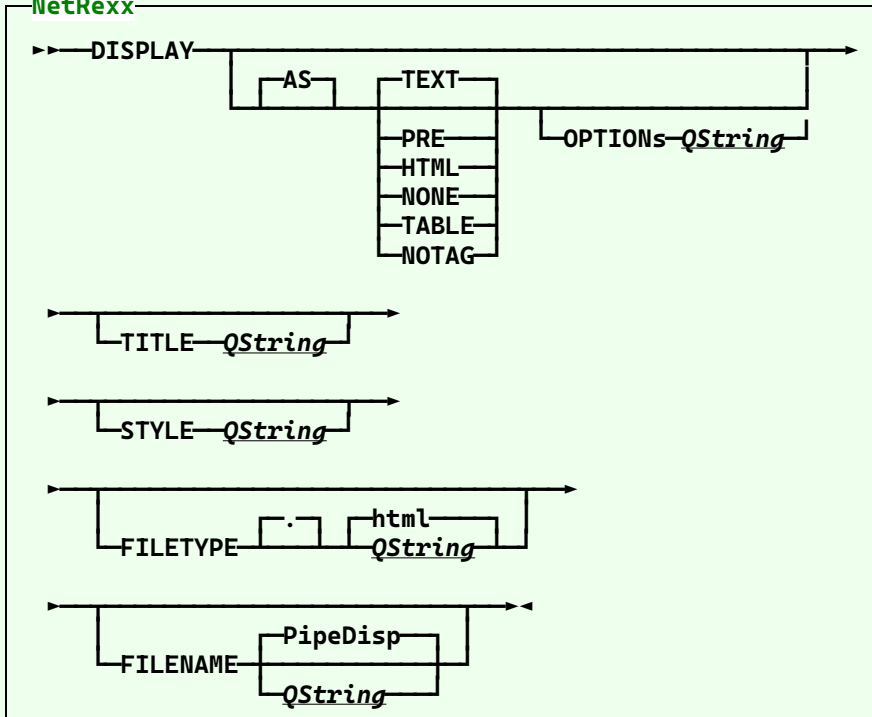 NetRexx
DISPLAY
AS TEXT
PRE OPTIONs QString
HTML
NONE
TABLE
NOTAG
TITLE QString
STYLE QString
. html
FILETYPE QString
PipeDisp
FILENAME
QString